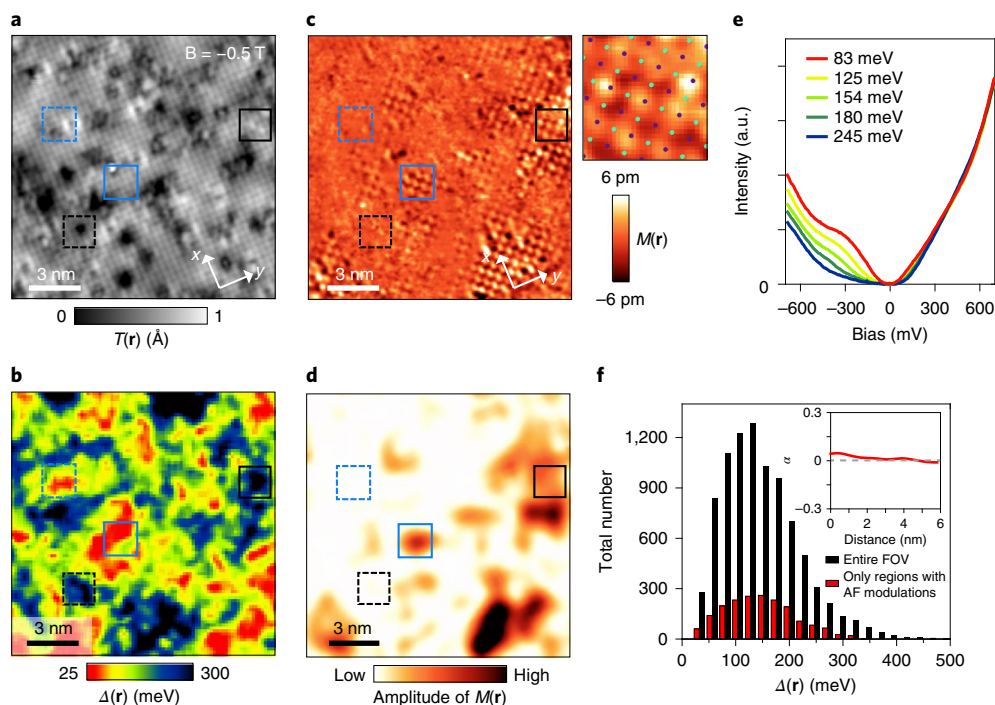 a
B = −0.5 T
x
y
3 nm
0
1
T(r) (Å)
b
3 nm
25
300
Δ(r) (meV)
c
x
y
3 nm
6 pm
M(r)
−6 pm
d
3 nm
Low
High
Amplitude of M(r)
e
83 meV
125 meV
154 meV
180 meV
245 meV
Intensity (a.u.)
0
−600 −300 0 300 600
Bias (mV)
f
Total number
1,200
900
600
300
0
0 100 200 300 400 500
Δ(r) (meV)
0.3
α
0
−0.3
0 2 4 6
Distance (nm)
Entire FOV
Only regions with
AF modulations